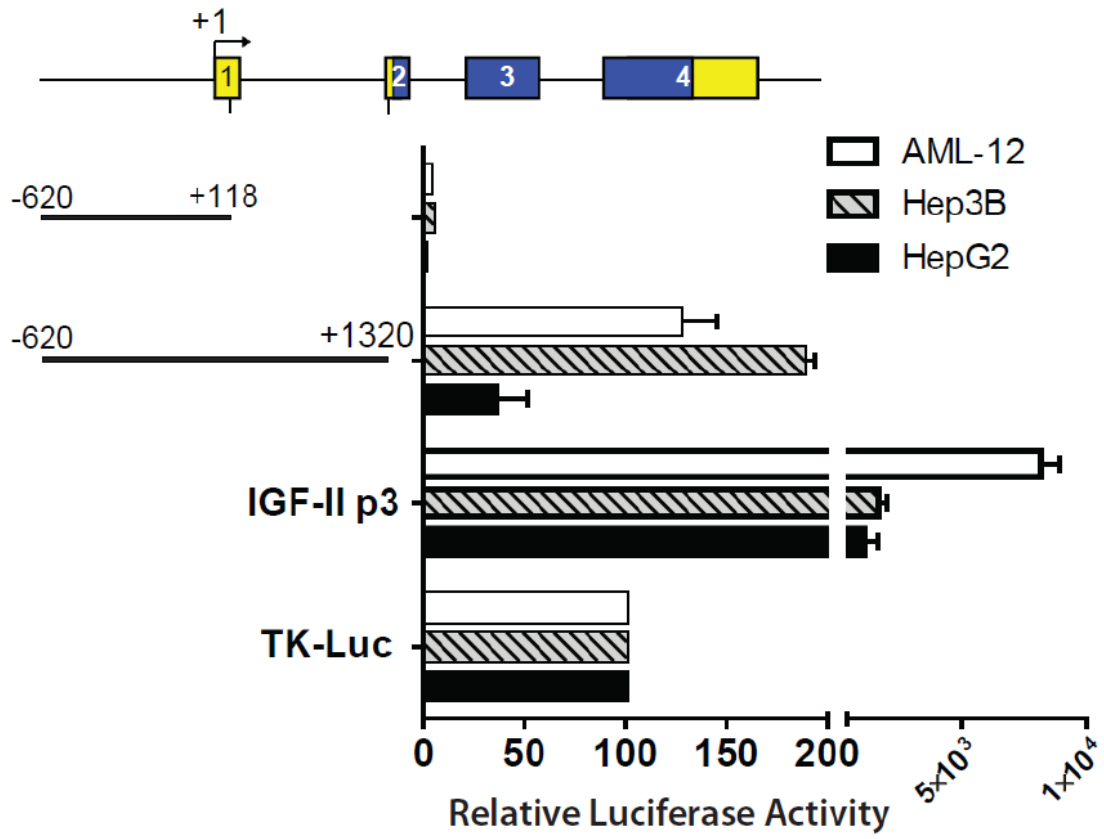 +1
1 2 3 4
AML-12
Hep3B
HepG2
-620 +118
-620 +1320
IGF-II p3
TK-Luc
0 50 100 150 200 5×10³ 1×10⁴
Relative Luciferase Activity